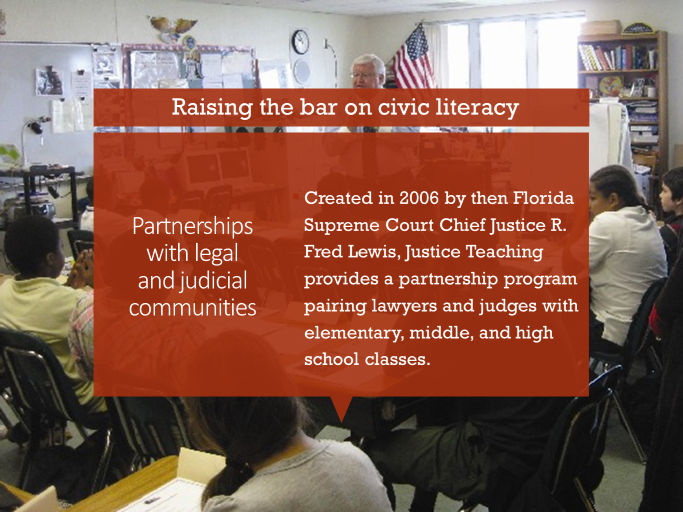 Raising the bar on civic literacy
Partnerships
with legal
and judicial
communities
Created in 2006 by then Florida
Supreme Court Chief Justice R.
Fred Lewis, Justice Teaching
provides a partnership program
pairing lawyers and judges with
elementary, middle, and high
school classes.